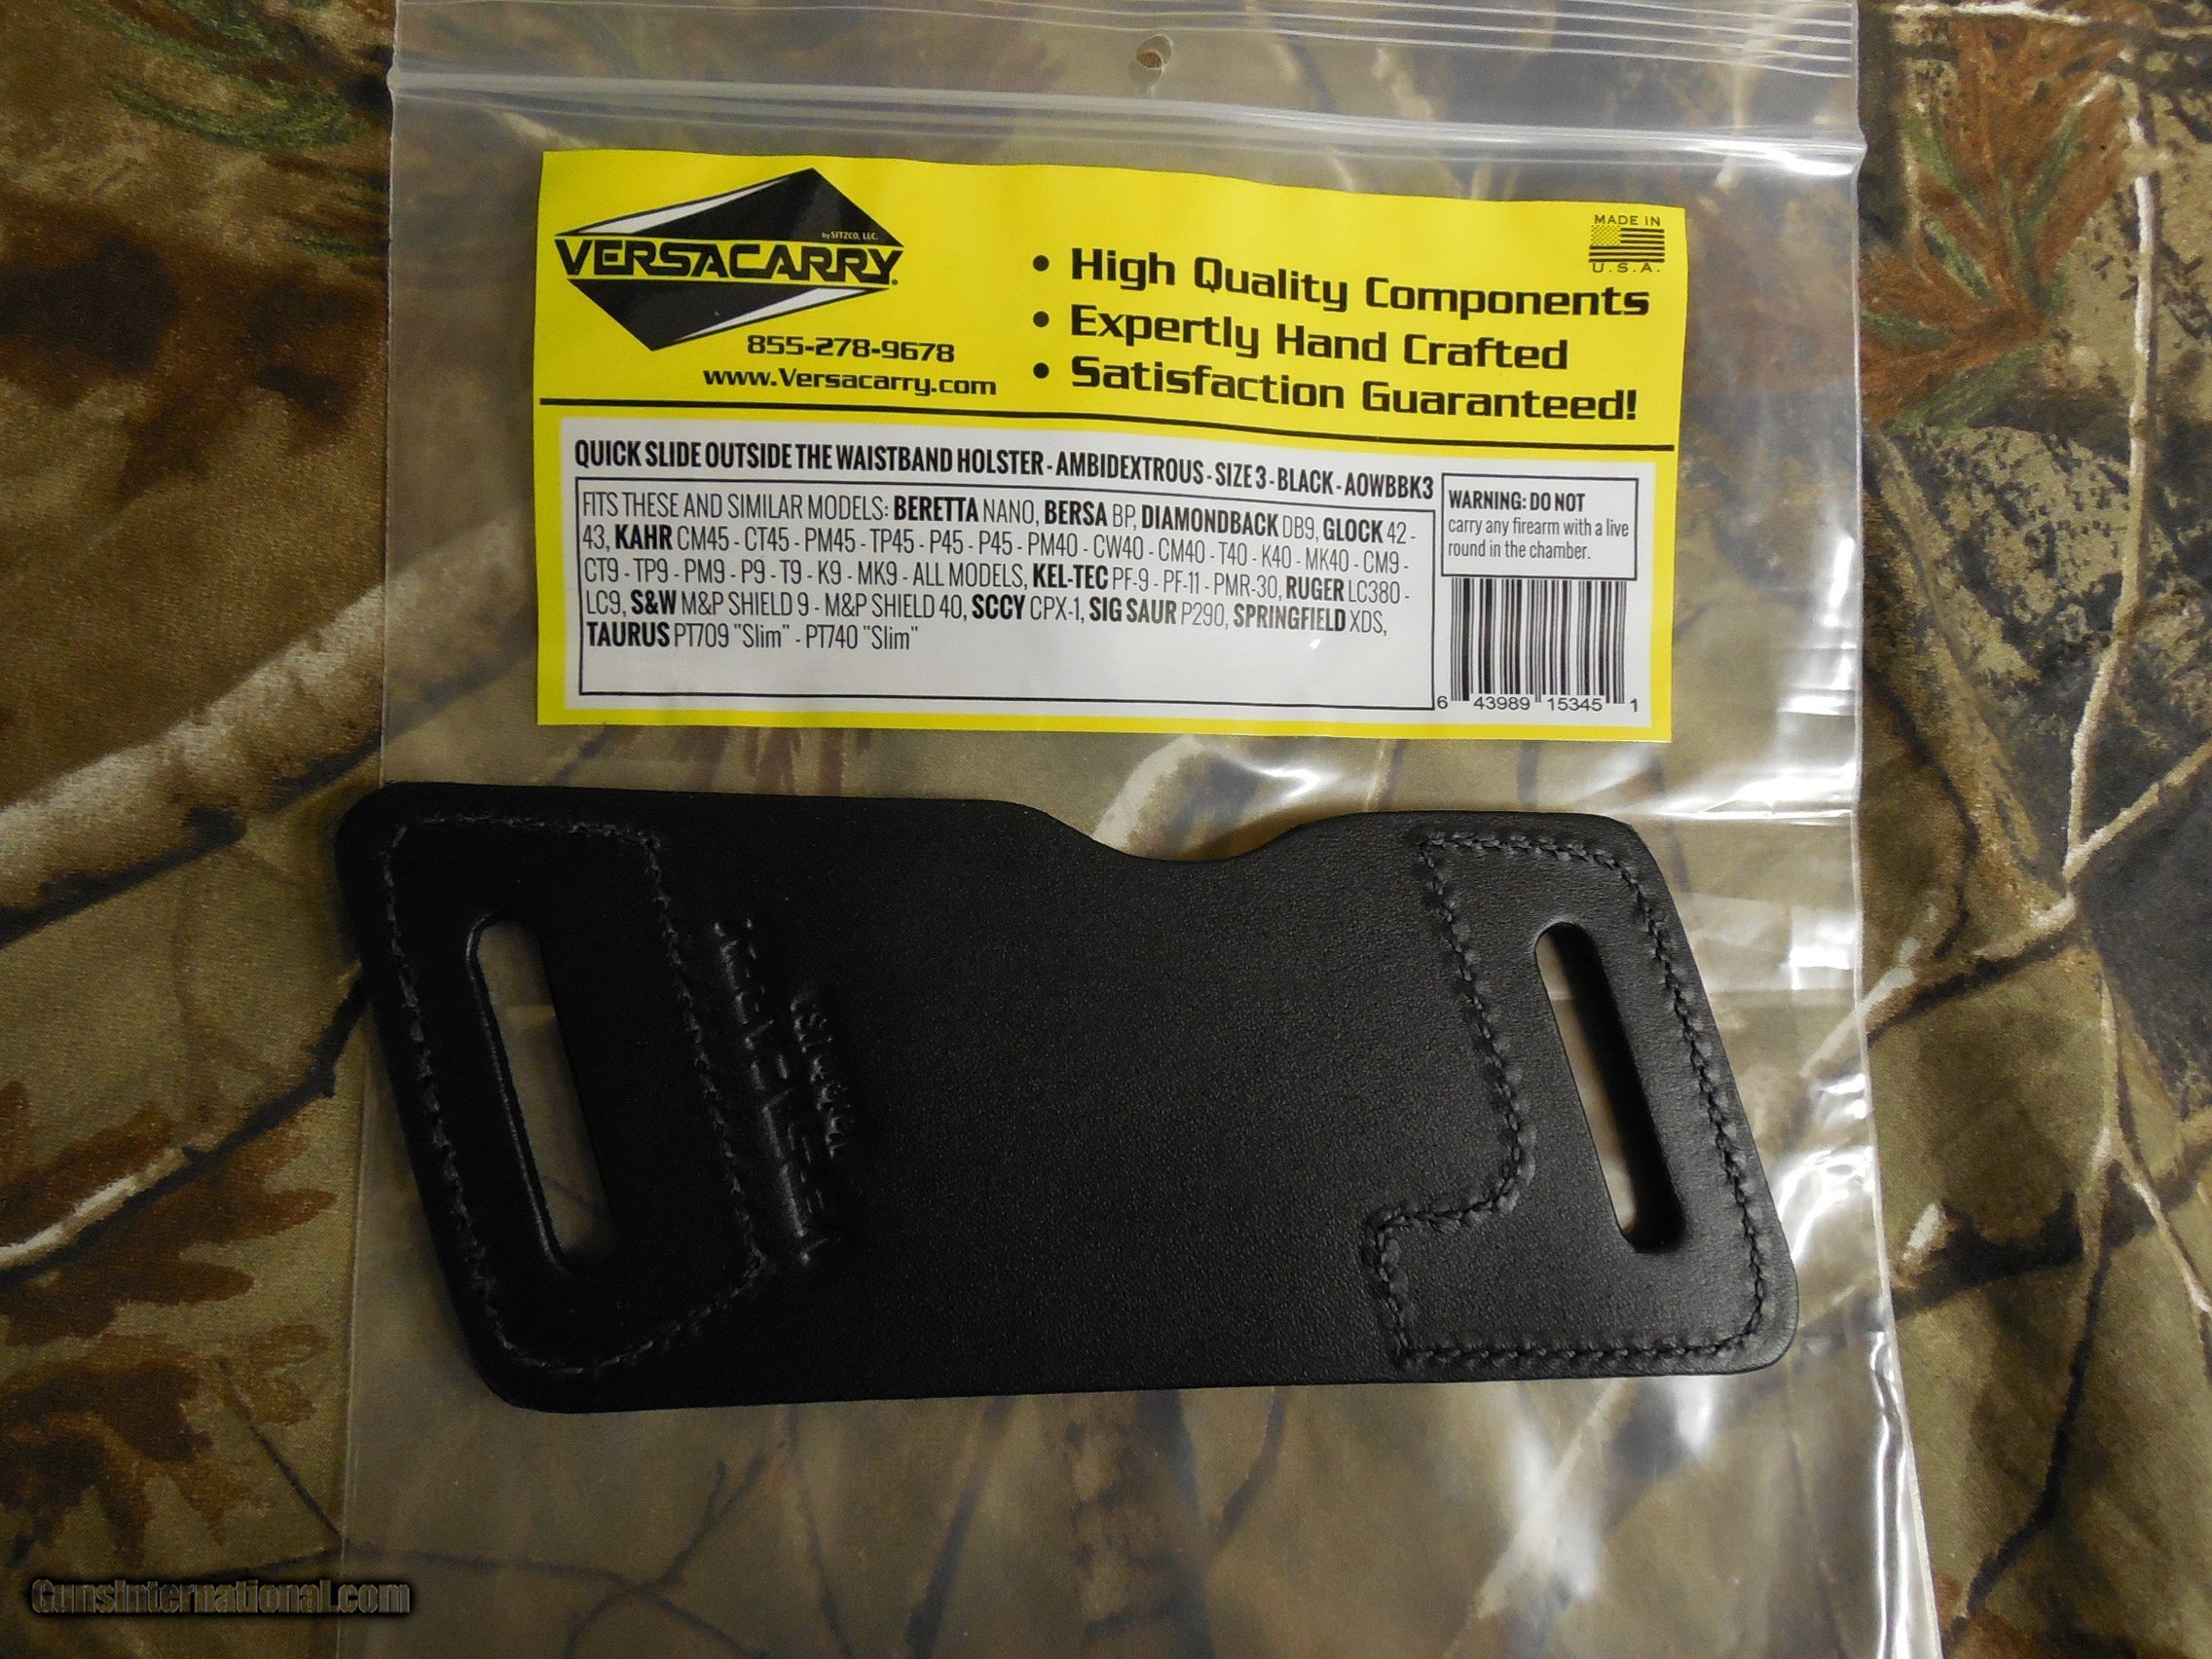 by SITZCO, LLC.
VERSACARRY
855-278-9678
www.Versacarry.com
• High Quality Components
• Expertly Hand Crafted
• Satisfaction Guaranteed!
MADE IN
U.S.A.
QUICK SLIDE OUTSIDE THE WAISTBAND HOLSTER - AMBIDEXTROUS - SIZE 3 - BLACK - AOWBBK3
FITS THESE AND SIMILAR MODELS: BERETTA NANO, BERSA BP, DIAMONDBACK DB9, GLOCK 42 -
43, KAHR CM45 - CT45 - PM45 - TP45 - P45 - P45 - PM40 - CW40 - CM40 - T40 - K40 - MK40 - CM9 -
CT9 - TP9 - PM9 - P9 - T9 - K9 - MK9 - ALL MODELS, KEL-TEC PF-9 - PF-11 - PMR-30, RUGER LC380 -
LC9, S&W M&P SHIELD 9 - M&P SHIELD 40, SCCY CPX-1, SIG SAUR P290, SPRINGFIELD XDS,
TAURUS PT709 "Slim" - PT740 "Slim"
WARNING: DO NOT
carry any firearm with a live
round in the chamber.
6 43989 15345 1
VERSACARRY
GunsInternational.com